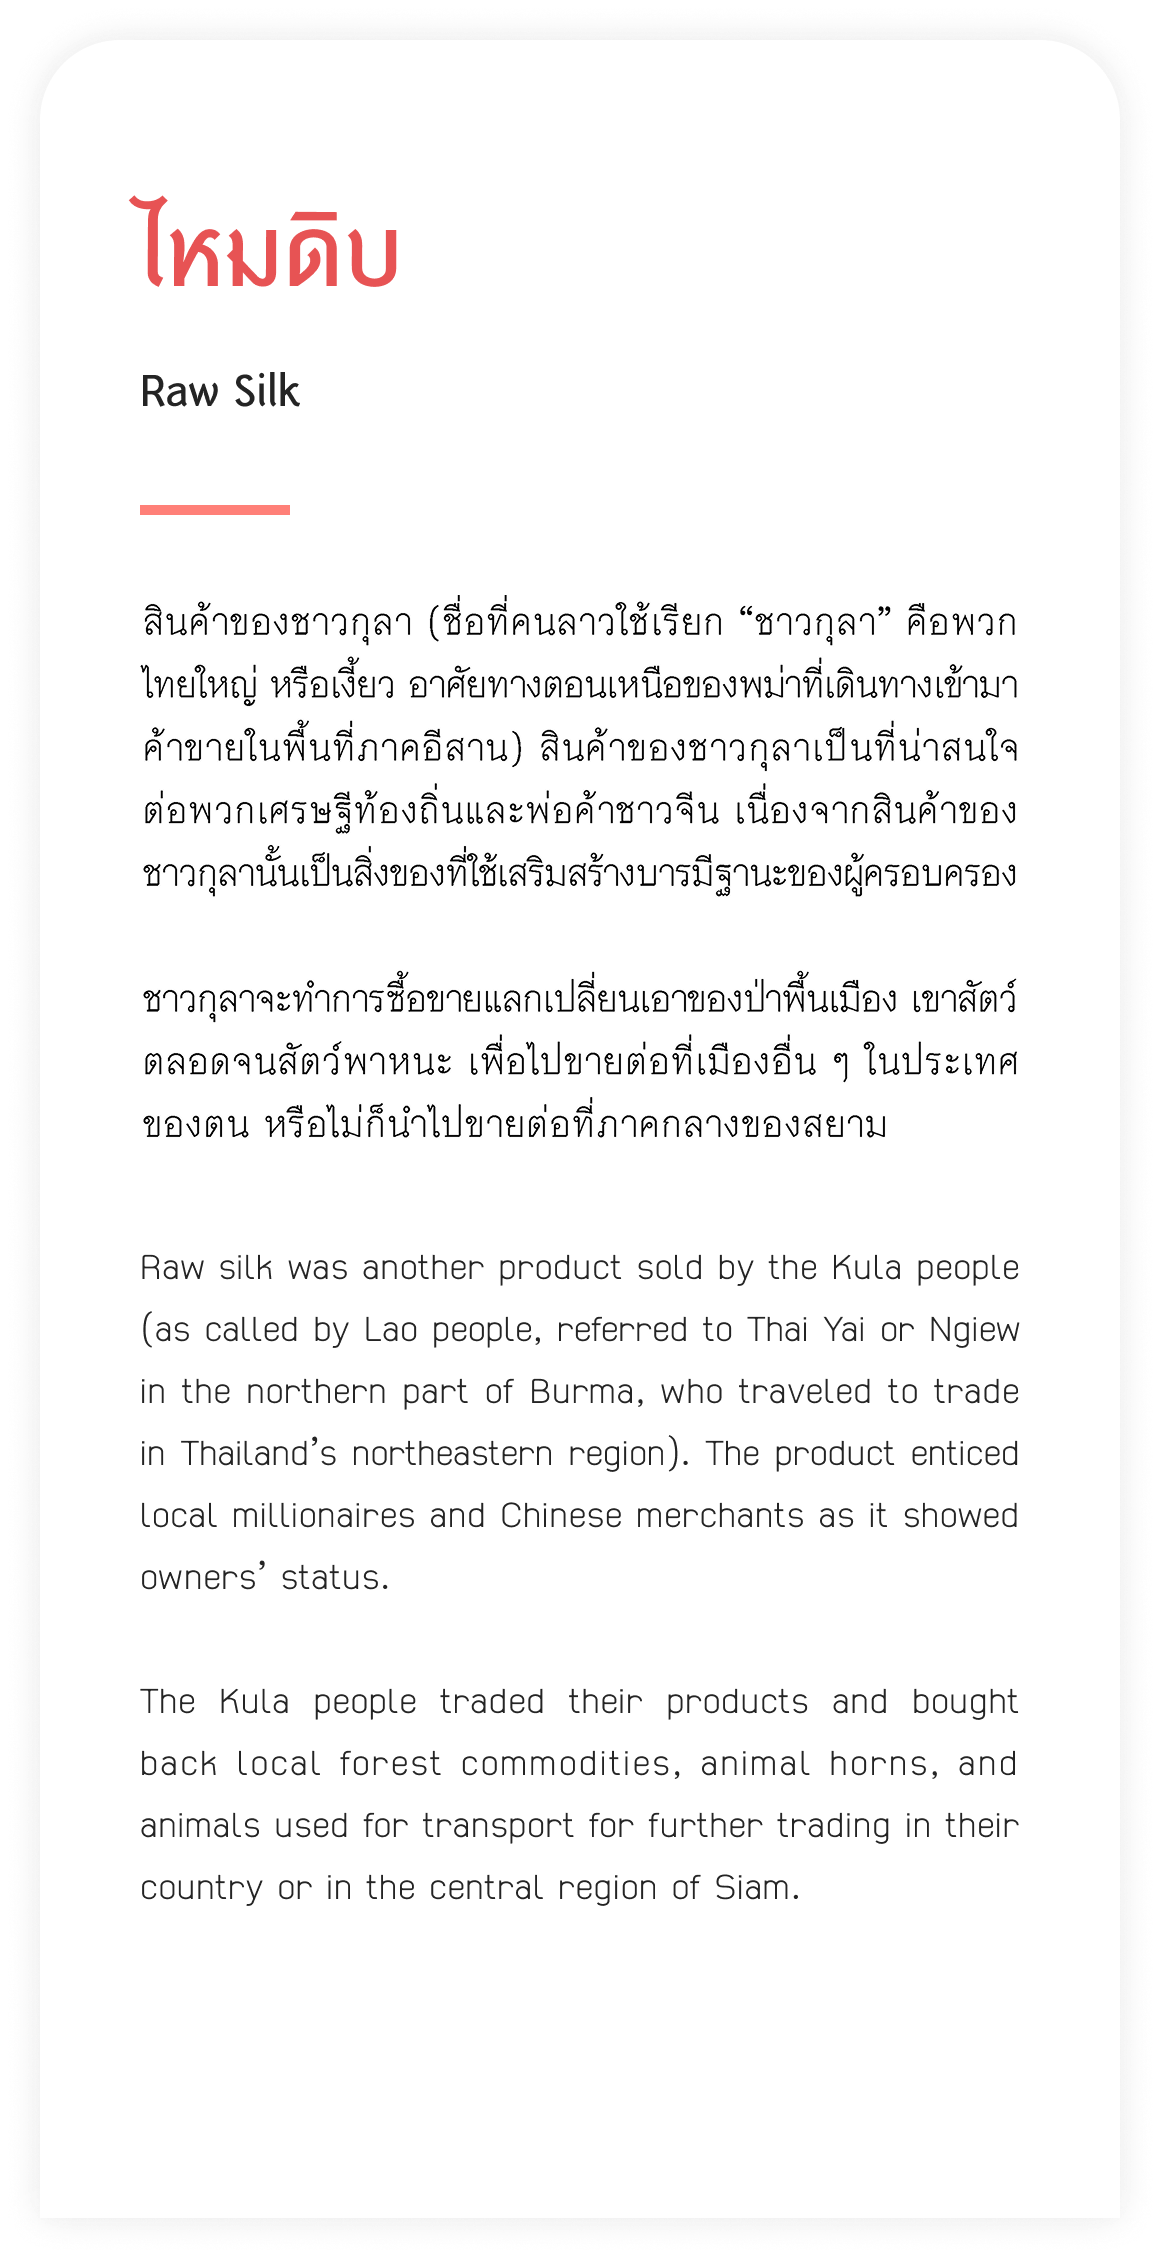 ไหมดิบ
Raw Silk
สินค้าของชาวกุลา (ชื่อที่คนลาวใช้เรียก “ชาวกุลา” คือพวก
ไทยใหญ่ หรือเงี้ยว อาศัยทางตอนเหนือของพม่าที่เดินทางเข้ามา
ค้าขายในพื้นที่ภาคอีสาน) สินค้าของชาวกุลาเป็นที่น่าสนใจ
ต่อพวกเศรษฐีท้องถิ่นและพ่อค้าชาวจีน เนื่องจากสินค้าของ
ชาวกุลานั้นเป็นสิ่งของที่ใช้เสริมสร้างบารมีฐานะของผู้ครอบครอง
ชาวกุลาจะทำการซื้อขายแลกเปลี่ยนเอาของป่าพื้นเมือง เขาสัตว์
ตลอดจนสัตว์พาหนะ เพื่อไปขายต่อที่เมืองอื่น ๆ ในประเทศ
ของตน หรือไม่ก็นำไปขายต่อที่ภาคกลางของสยาม
Raw silk was another product sold by the Kula people
(as called by Lao people, referred to Thai Yai or Ngiew
in the northern part of Burma, who traveled to trade
in Thailand’s northeastern region). The product enticed
local millionaires and Chinese merchants as it showed
owners’ status.
The Kula people traded their products and bought
back local forest commodities, animal horns, and
animals used for transport for further trading in their
country or in the central region of Siam.